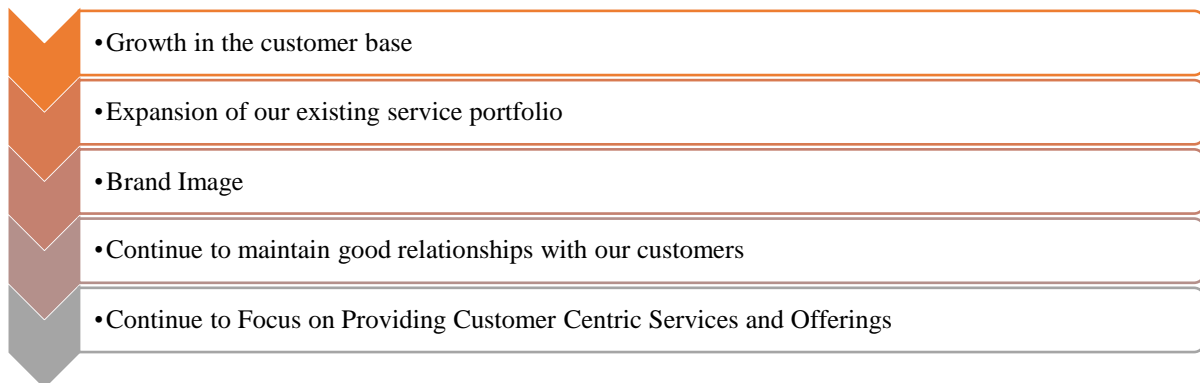 •Growth in the customer base
•Expansion of our existing service portfolio
•Brand Image
•Continue to maintain good relationships with our customers
•Continue to Focus on Providing Customer Centric Services and Offerings